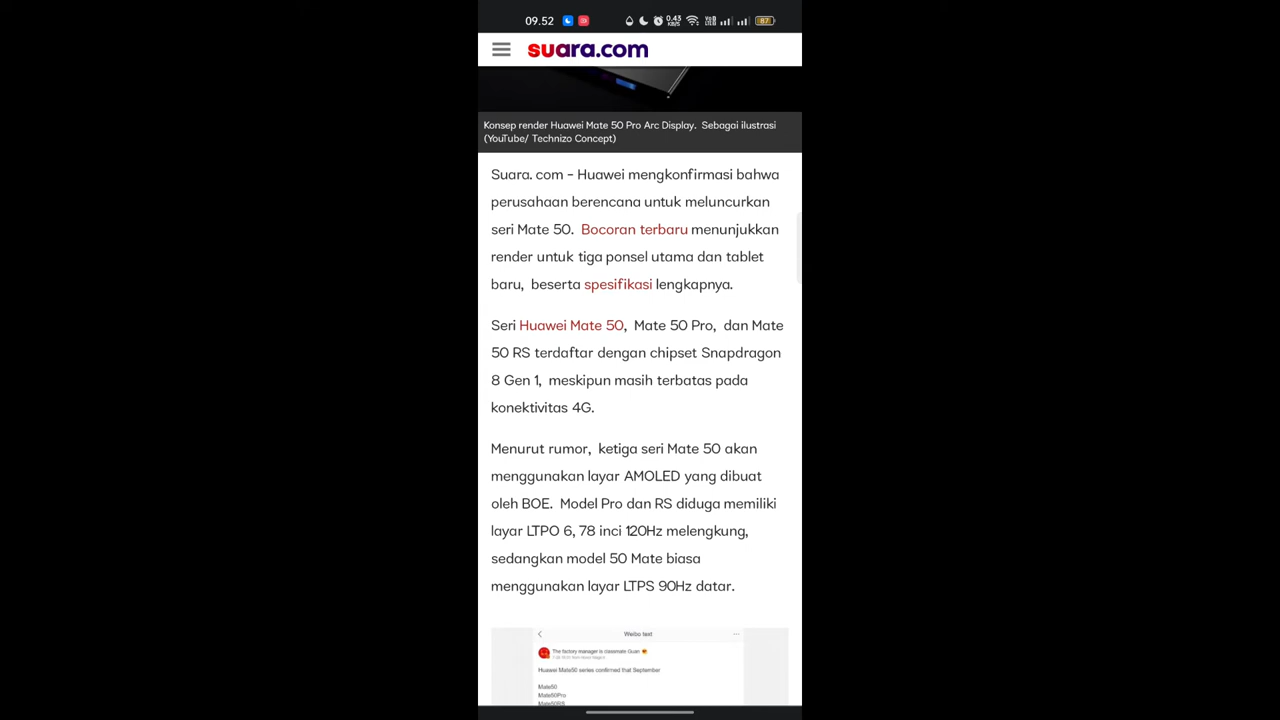 09.52
0.43
KB/S
87
suara.com
Konsep render Huawei Mate 50 Pro Arc Display. Sebagai ilustrasi
(YouTube/ Technizo Concept)
Suara. com - Huawei mengkonfirmasi bahwa
perusahaan berencana untuk meluncurkan
seri Mate 50. Bocoran terbaru menunjukkan
render untuk tiga ponsel utama dan tablet
baru, beserta spesifikasi lengkapnya.
Seri Huawei Mate 50, Mate 50 Pro, dan Mate
50 RS terdaftar dengan chipset Snapdragon
8 Gen 1, meskipun masih terbatas pada
konektivitas 4G.
Menurut rumor, ketiga seri Mate 50 akan
menggunakan layar AMOLED yang dibuat
oleh BOE. Model Pro dan RS diduga memiliki
layar LTPO 6, 78 inci 120Hz melengkung,
sedangkan model 50 Mate biasa
menggunakan layar LTPS 90Hz datar.
Weibo text
The factory manager is classmate Guan
Huawei Mate50 series confirmed that September
Mate50
Mate50Pro
Mate50RS